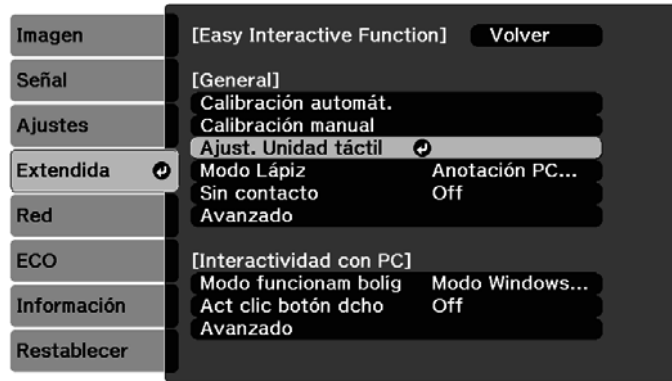 Imagen
Señal
Ajustes
Extendida
Red
ECO
Información
Restablecer
[Easy Interactive Function] Volver
[General]
Calibración automát.
Calibración manual
Ajust. Unidad táctil
Modo Lápiz Anotación PC...
Sin contacto Off
Avanzado
[Interactividad con PC]
Modo funcionam bolíg Modo Windows...
Act clic botón dcho Off
Avanzado